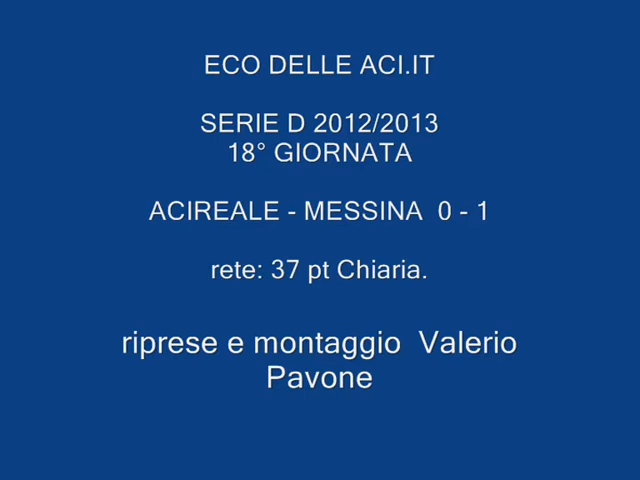 ECO DELLE ACI.IT
SERIE D 2012/2013
18° GIORNATA
ACIREALE - MESSINA  0 - 1
rete: 37 pt Chiaria.
riprese e montaggio  Valerio
Pavone